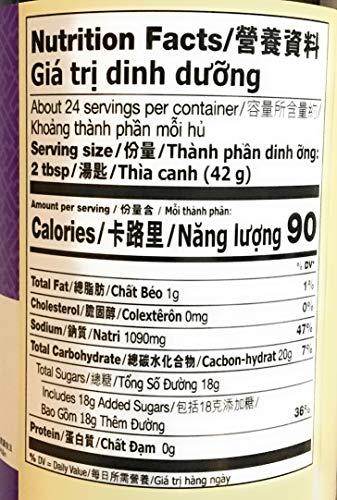 Nutrition Facts/營養資料
Giá trị dinh dưỡng
About 24 servings per container/容量所含量約/
Khoảng thành phần mỗi hủ
Serving size/份量/Thành phần dinh ỡng:
2 tbsp/湯匙/Thìa canh (42 g)
Amount per serving / 份量含 / Mỗi thành phần:
Calories/卡路里/Năng lượng 90
% DV*
Total Fat/總脂肪/Chất Béo 1g 1%
Cholesterol/膽固醇/Colextêrôn 0mg 0%
Sodium/鈉質/Natri 1090mg 47%
Total Carbohydrate/總碳水化合物/Cacbon-hydrat 20g 7%
Total Sugars/總糖/Tổng Số Đường 18g
Includes 18g Added Sugars/包括18克添加糖/
Bao Gồm 18g Thêm Đường 36%
Protein/蛋白質/Chất Đạm 0g
% DV = Daily Value/每日所需營養/Giá trị hàng ngày